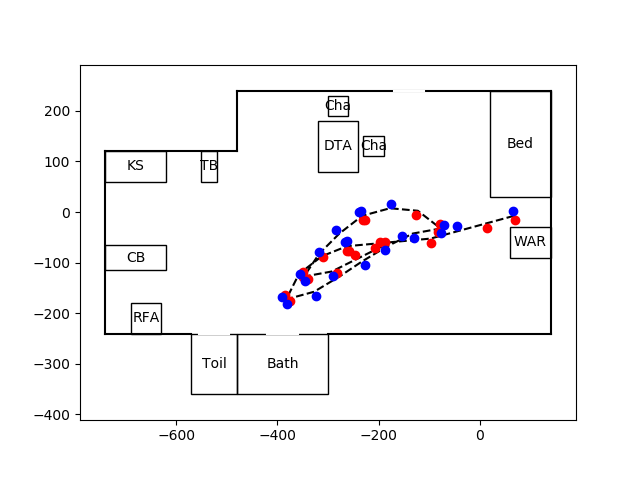 200
100
0
−100
−200
−300
−400
−600
−400
−200
0
Cha
DTA
Cha
Bed
KS
TB
CB
RFA
WAR
Toil
Bath